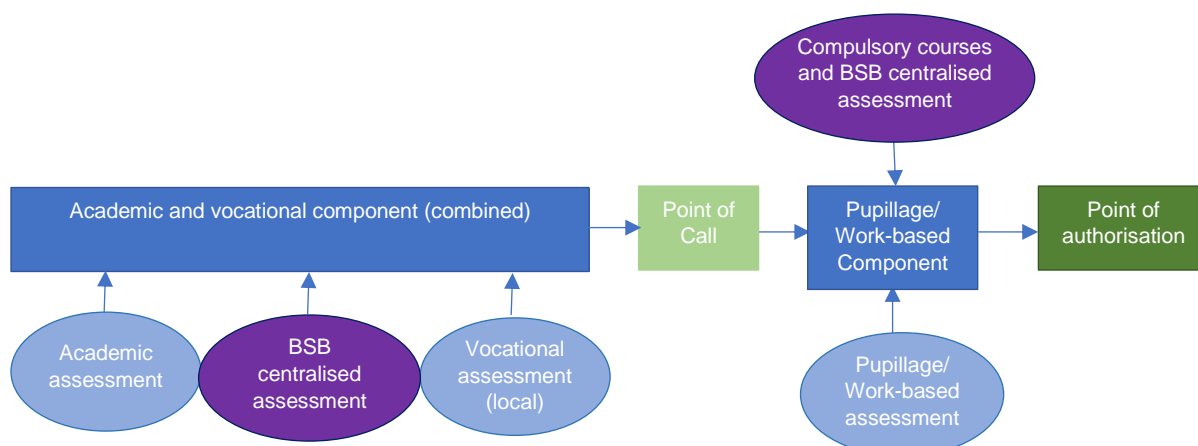 Compulsory courses
and BSB centralised
assessment
Academic and vocational component (combined)
Point of
Call
Pupillage/
Work-based
Component
Point of
authorisation
Academic
assessment
BSB
centralised
assessment
Vocational
assessment
(local)
Pupillage/
Work-based
assessment